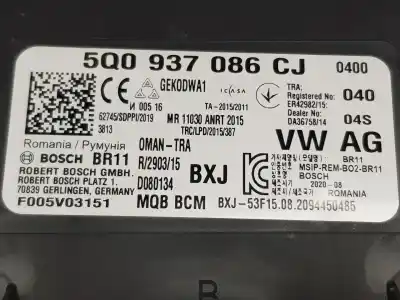 5Q0 937 086 CJ 0400
GEKODWA1
ICASA
TRA:
REGISTERED No:
ER42982/15
Dealer No:
DA36758/14
040
04S
И 005 16
TA-2015/2011
62745/SDPPI/2019
3813
MR 11030 ANRT 2015
TRC/LPD/2015/387
Romania / Румунія
OMAN-TRA
VW AG
BOSCH BR11
R/2903/15
D080134
BXJ
ROBERT BOSCH GMBH.
ROBERT BOSCH PLATZ 1.
70839 GERLINGEN, GERMANY
BR11
MSIP-REM-BO2-BR11
BOSCH
2020-08
ROMANIA
F005V03151
MQB BCM
BXJ-53F15.08.2094450485
B